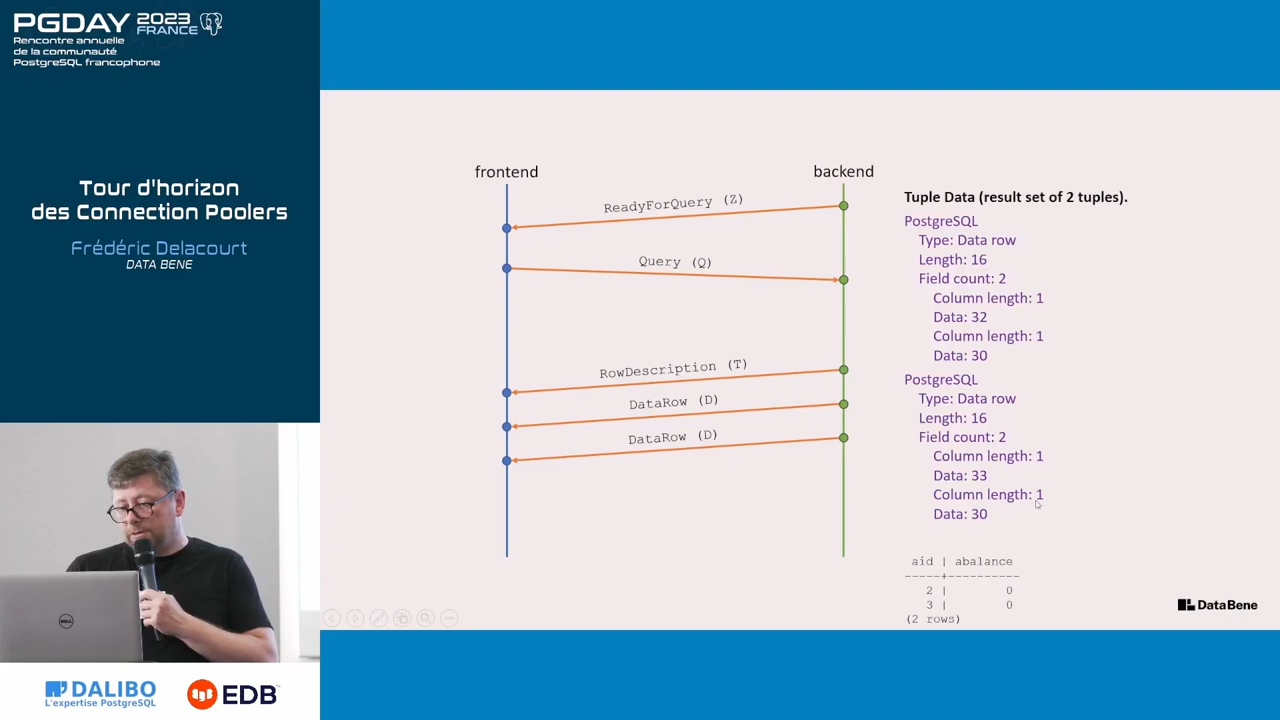 PGDAY 2023 FRANCE
Rencontre annuelle
de la communauté
PostgreSQL francophone
Tour d'horizon
des Connection Poolers
Frédéric Delacourt
DATA BENE
frontend
backend
ReadyForQuery (Z)
Query (Q)
RowDescription (T)
DataRow (D)
DataRow (D)
Tuple Data (result set of 2 tuples).
PostgreSQL
Type: Data row
Length: 16
Field count: 2
Column length: 1
Data: 32
Column length: 1
Data: 30
PostgreSQL
Type: Data row
Length: 16
Field count: 2
Column length: 1
Data: 33
Column length: 1
Data: 30
aid | abalance
-----+----------
2 | 0
3 | 0
(2 rows)
Data Bene
DELL
DALIBO
L'expertise PostgreSQL
EDB